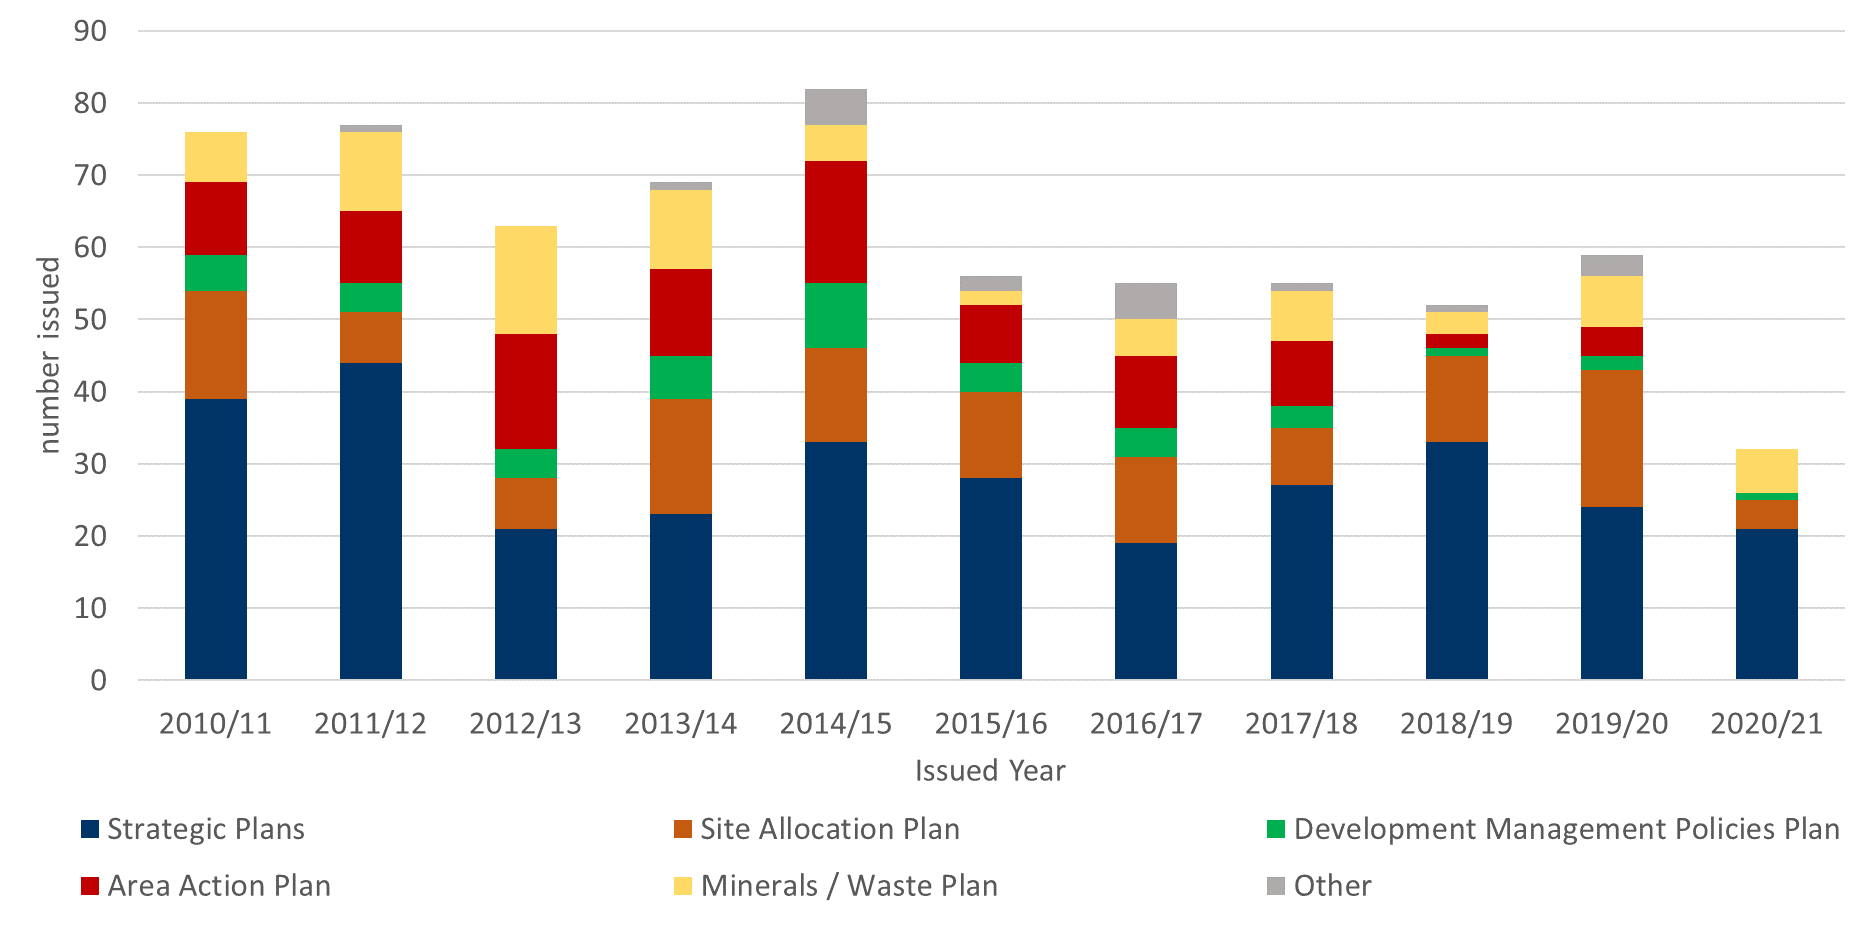 90
80
70
60
50
40
30
20
10
0
number issued
2010/11 2011/12 2012/13 2013/14 2014/15 2015/16 2016/17 2017/18 2018/19 2019/20 2020/21
Issued Year
Strategic Plans Site Allocation Plan Development Management Policies Plan
Area Action Plan Minerals / Waste Plan Other